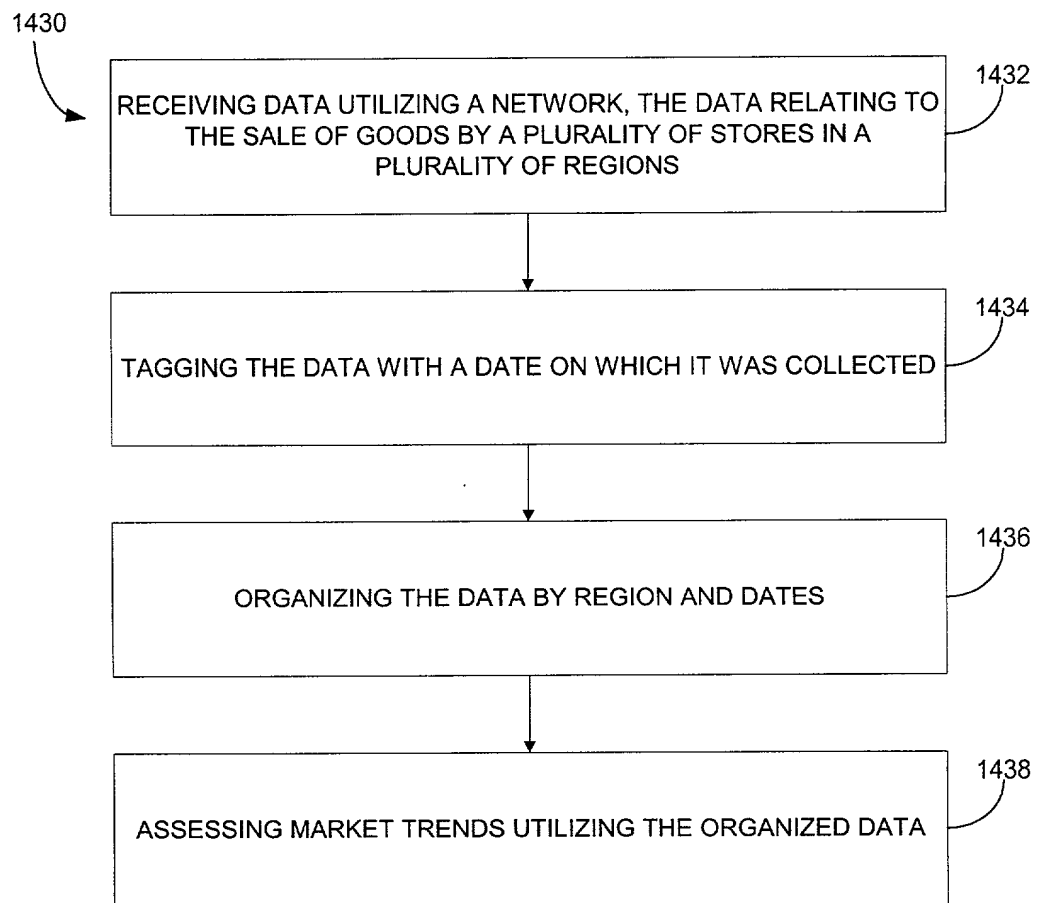 1430
1432
RECEIVING DATA UTILIZING A NETWORK, THE DATA RELATING TO
THE SALE OF GOODS BY A PLURALITY OF STORES IN A
PLURALITY OF REGIONS
1434
TAGGING THE DATA WITH A DATE ON WHICH IT WAS COLLECTED
1436
ORGANIZING THE DATA BY REGION AND DATES
1438
ASSESSING MARKET TRENDS UTILIZING THE ORGANIZED DATA